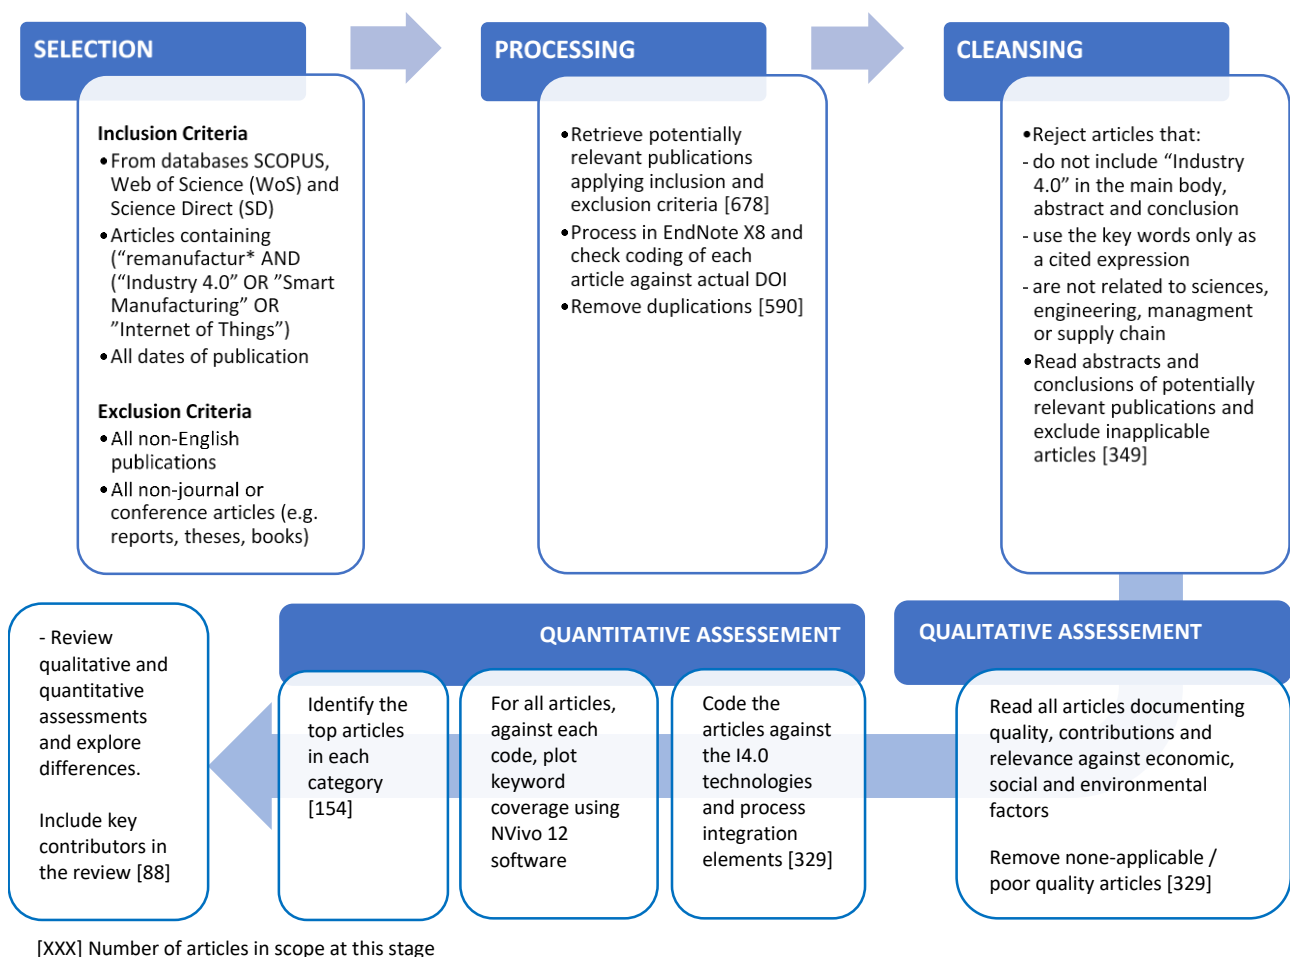 SELECTION
Inclusion Criteria
•From databases SCOPUS,
Web of Science (WoS) and
Science Direct (SD)
•Articles containing
(“remanufactur* AND
(“Industry 4.0” OR ”Smart
Manufacturing” OR
”Internet of Things”)
•All dates of publication
Exclusion Criteria
•All non-English
publications
•All non-journal or
conference articles (e.g.
reports, theses, books)
PROCESSING
•Retrieve potentially
relevant publications
applying inclusion and
exclusion criteria [678]
•Process in EndNote X8 and
check coding of each
article against actual DOI
•Remove duplications [590]
CLEANSING
•Reject articles that:
- do not include “Industry
4.0” in the main body,
abstract and conclusion
- use the key words only as
a cited expression
- are not related to sciences,
engineering, managment
or supply chain
•Read abstracts and
conclusions of potentially
relevant publications and
exclude inapplicable
articles [349]
QUALITATIVE ASSESSMENT
Read all articles documenting
quality, contributions and
relevance against economic,
social and environmental
factors
Remove none-applicable /
poor quality articles [329]
QUANTITATIVE ASSESSEMENT
Code the
articles against
the I4.0
technologies
and process
integration
elements [329]
For all articles,
against each
code, plot
keyword
coverage using
NVivo 12
software
Identify the
top articles
in each
category
[154]
- Review
qualitative and
quantitative
assessments
and explore
differences.
Include key
contributors in
the review [88]
[XXX] Number of articles in scope at this stage